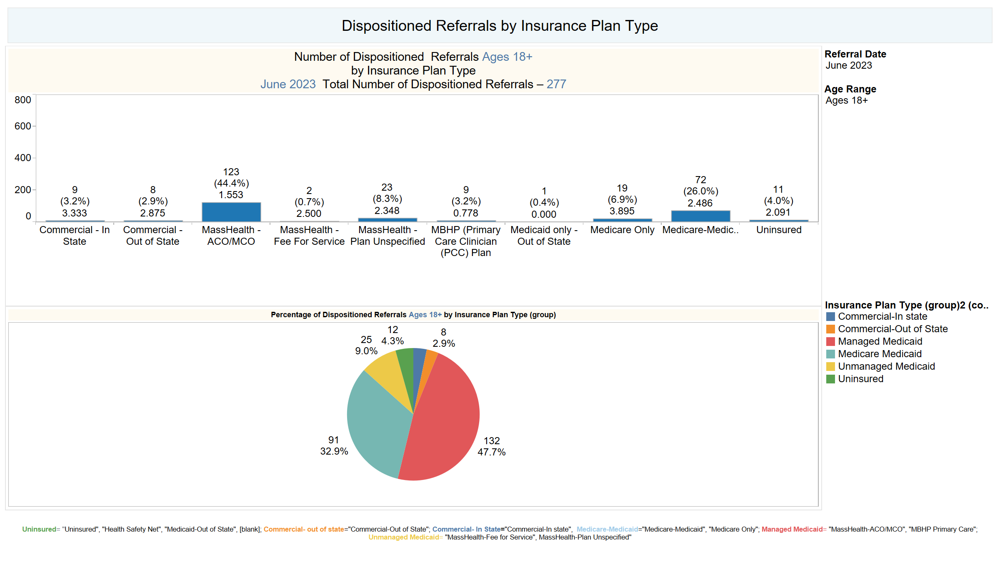 Dispositioned Referrals by Insurance Plan Type
Number of Dispositioned  Referrals Ages 18+
by Insurance Plan Type
June 2023  Total Number of Dispositioned Referrals – 277
Referral Date
June 2023
Age Range
Ages 18+
800
600
400
200
0
9
(3.2%)
3.333
8
(2.9%)
2.875
123
(44.4%)
1.553
2
(0.7%)
2.500
23
(8.3%)
2.348
9
(3.2%)
0.778
1
(0.4%)
0.000
19
(6.9%)
3.895
72
(26.0%)
2.486
11
(4.0%)
2.091
Commercial - In
State
Commercial -
Out of State
MassHealth -
ACO/MCO
MassHealth -
Fee For Service
MassHealth -
Plan Unspecified
MBHP (Primary
Care Clinician
(PCC) Plan
Medicaid only -
Out of State
Medicare Only
Medicare-Medic..
Uninsured
Percentage of Dispositioned Referrals Ages 18+ by Insurance Plan Type (group)
12
4.3%
8
2.9%
25
9.0%
91
32.9%
132
47.7%
Insurance Plan Type (group)2 (co..
Commercial-In state
Commercial-Out of State
Managed Medicaid
Medicare Medicaid
Unmanaged Medicaid
Uninsured
Uninsured= "Uninsured", "Health Safety Net", "Medicaid-Out of State", [blank]; Commercial- out of state="Commercial-Out of State"; Commercial- In State="Commercial-In state",  Medicare-Medicaid="Medicare-Medicaid", "Medicare Only"; Managed Medicaid= "MassHealth-ACO/MCO", "MBHP Primary Care";
Unmanaged Medicaid= "MassHealth-Fee for Service", MassHealth-Plan Unspecified"